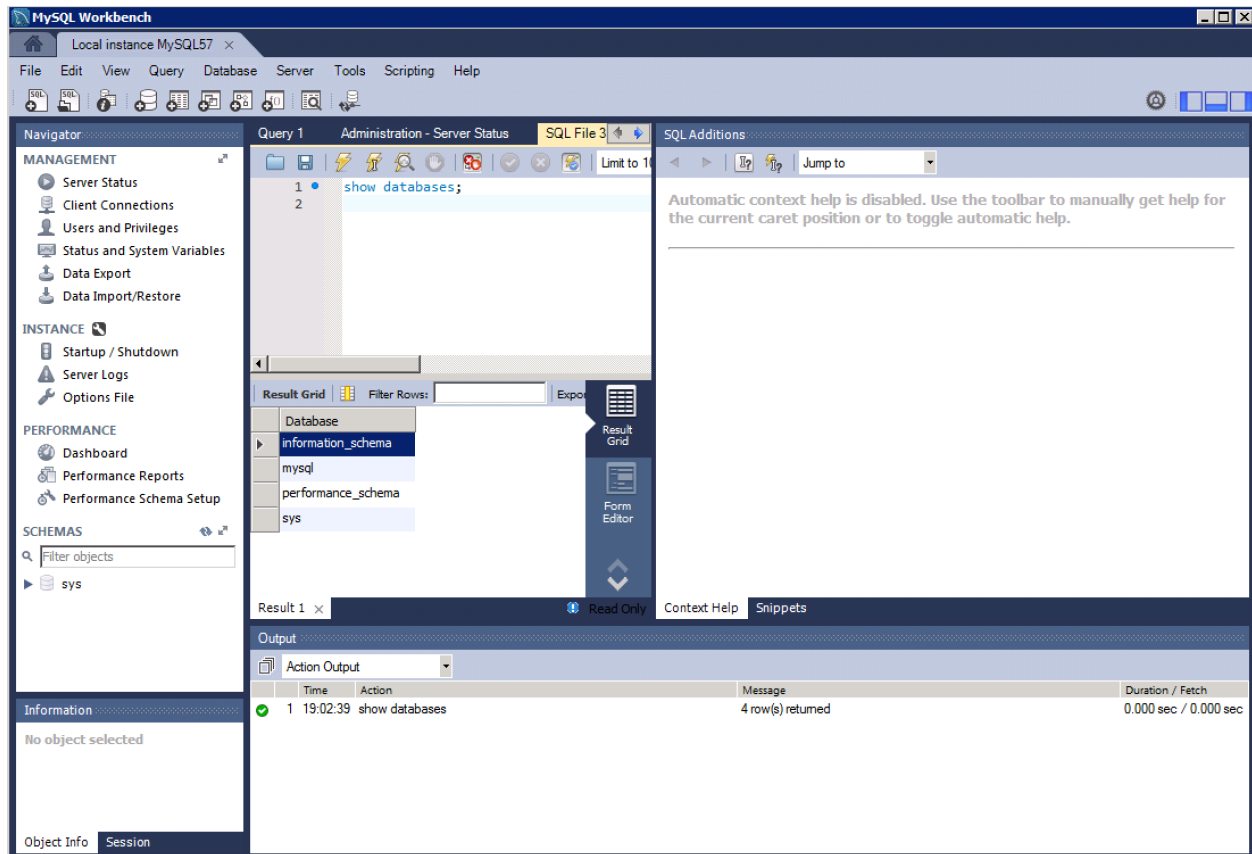 MySQL Workbench
Local instance MySQL57
File Edit View Query Database Server Tools Scripting Help
Navigator
MANAGEMENT
Server Status
Client Connections
Users and Privileges
Status and System Variables
Data Export
Data Import/Restore
INSTANCE
Startup / Shutdown
Server Logs
Options File
PERFORMANCE
Dashboard
Performance Reports
Performance Schema Setup
SCHEMAS
Filter objects
sys
Information
No object selected
Object Info Session
Query 1 Administration - Server Status SQL File 3
Limit to 10
1 show databases;
2
Result Grid Filter Rows: Expor
Database
information_schema
mysql
performance_schema
sys
Result
Grid
Form
Editor
Result 1 Read Only
SQL Additions
Jump to
Automatic context help is disabled. Use the toolbar to manually get help for
the current caret position or to toggle automatic help.
Context Help Snippets
Output
Action Output
Time Action Message Duration / Fetch
1 19:02:39 show databases 4 row(s) returned 0.000 sec / 0.000 sec